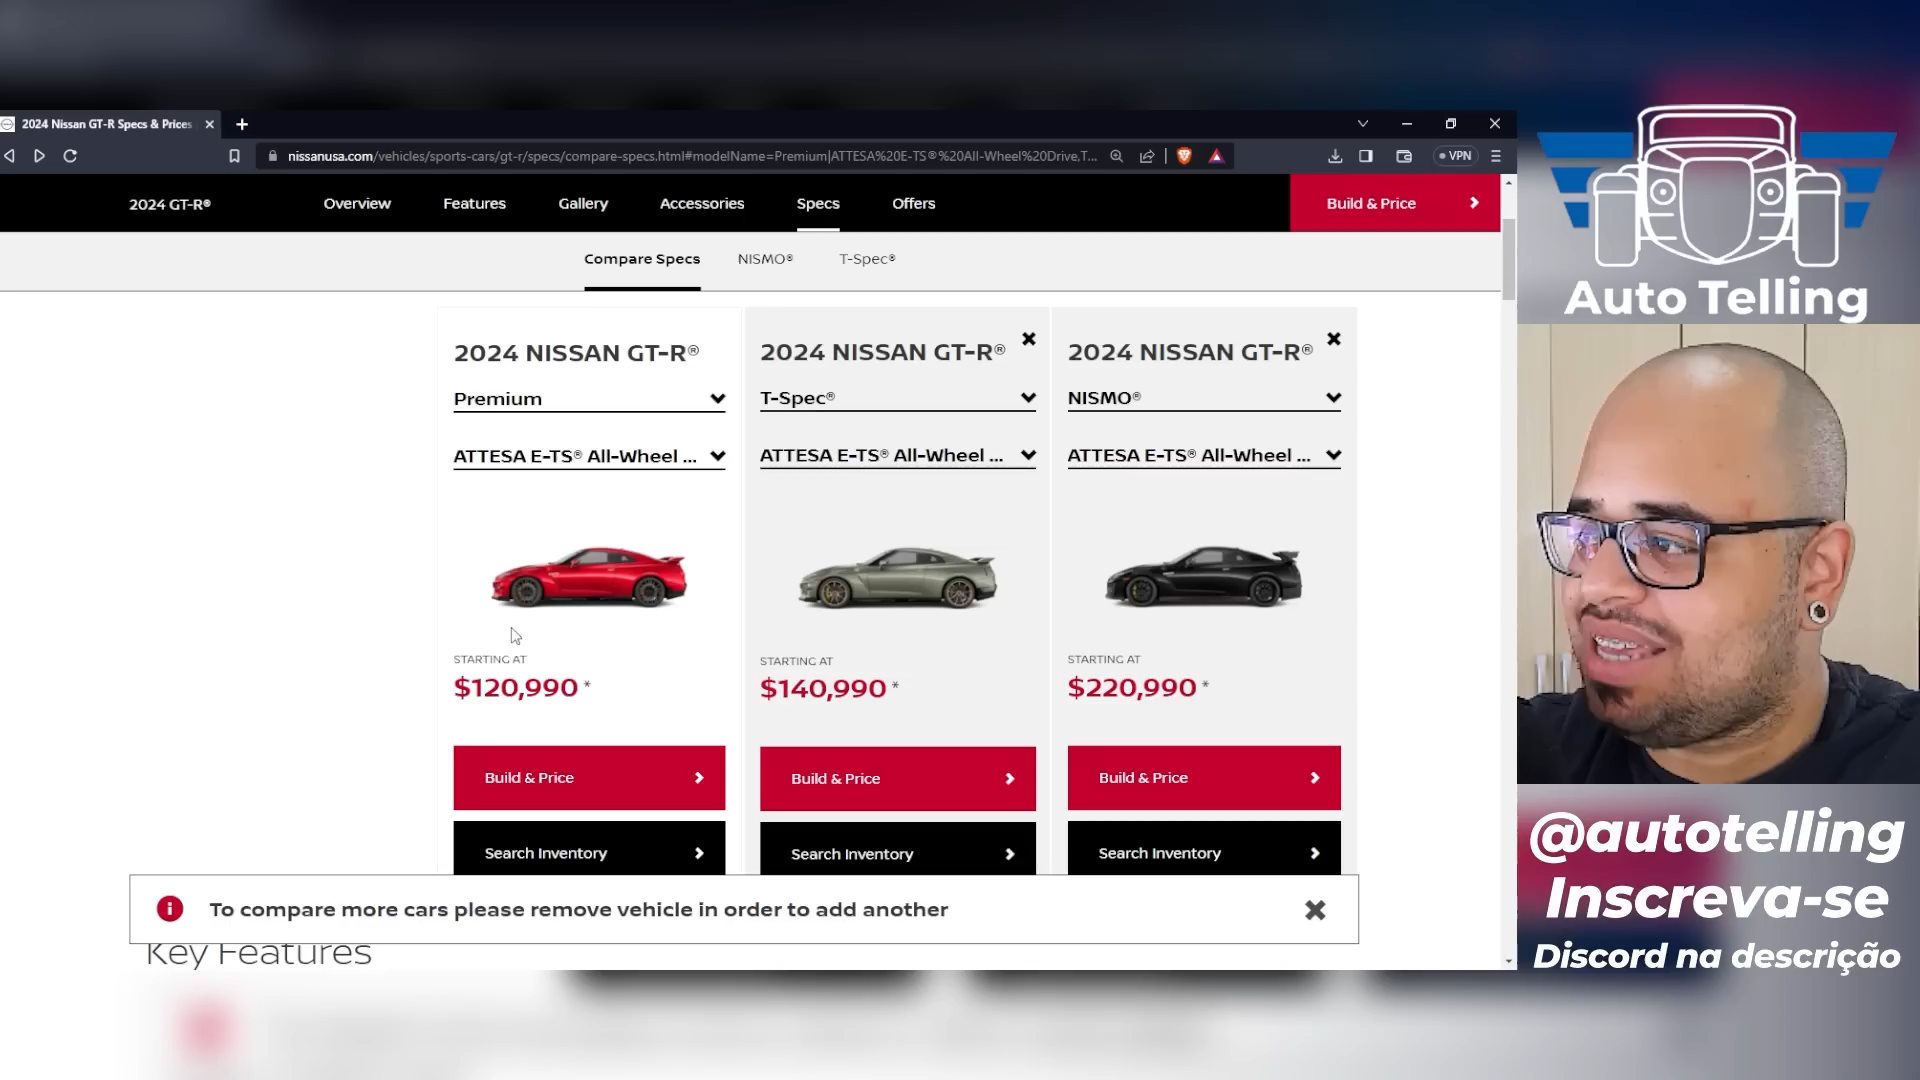 2024 Nissan GT-R Specs & Prices
nissanusa.com/vehicles/sports-cars/gt-r/specs/compare-specs.html#modelName=Premium|ATTESA%20E-TS®%20All-Wheel%20Drive,T...
VPN
2024 GT-R®
Overview
Features
Gallery
Accessories
Specs
Offers
Build & Price
Compare Specs
NISMO®
T-Spec®
2024 NISSAN GT-R®
Premium
ATTESA E-TS® All-Wheel ...
STARTING AT
$120,990 *
Build & Price
Search Inventory
2024 NISSAN GT-R®
T-Spec®
ATTESA E-TS® All-Wheel ...
STARTING AT
$140,990 *
Build & Price
Search Inventory
2024 NISSAN GT-R®
NISMO®
ATTESA E-TS® All-Wheel ...
STARTING AT
$220,990 *
Build & Price
Search Inventory
To compare more cars please remove vehicle in order to add another
Key Features
Auto Telling
@autotelling
Inscreva-se
Discord na descrição